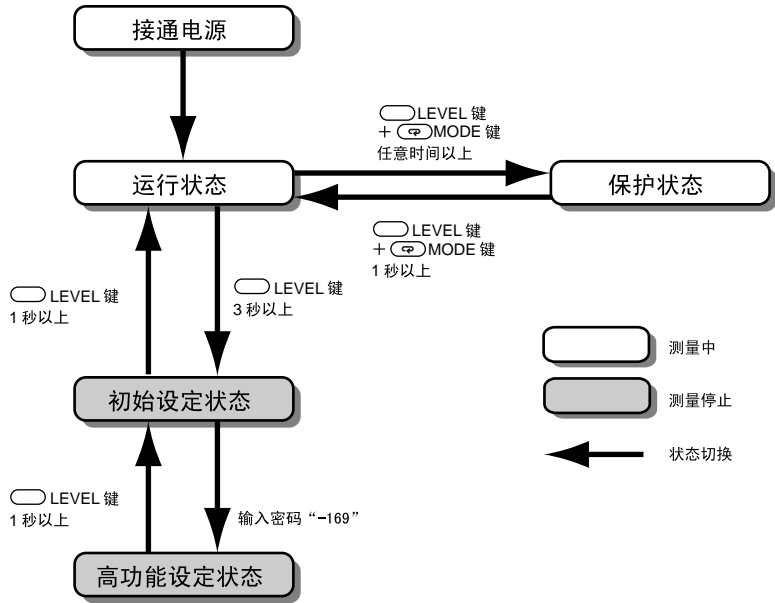 接通电源
LEVEL 键
+ MODE 键
任意时间以上
运行状态
保护状态
LEVEL 键
+ MODE 键
1 秒以上
LEVEL 键
1 秒以上
LEVEL 键
3 秒以上
测量中
初始设定状态
测量停止
状态切换
LEVEL 键
1 秒以上
输入密码“-169”
高功能设定状态